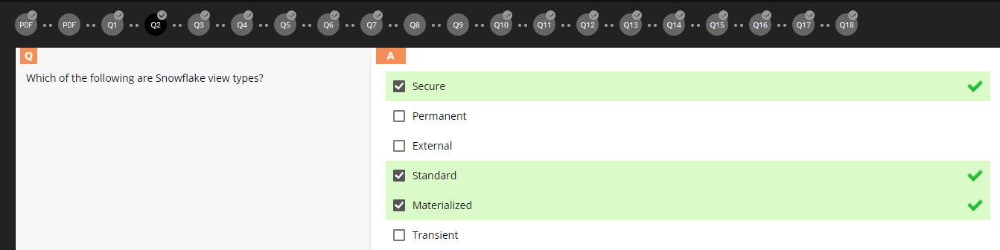 PDF PDF Q1 Q2 Q3 Q4 Q5 Q6 Q7 Q8 Q9 Q10 Q11 Q12 Q13 Q14 Q15 Q16 Q17 Q18
Q
Which of the following are Snowflake view types?
A
Secure
Permanent
External
Standard
Materialized
Transient